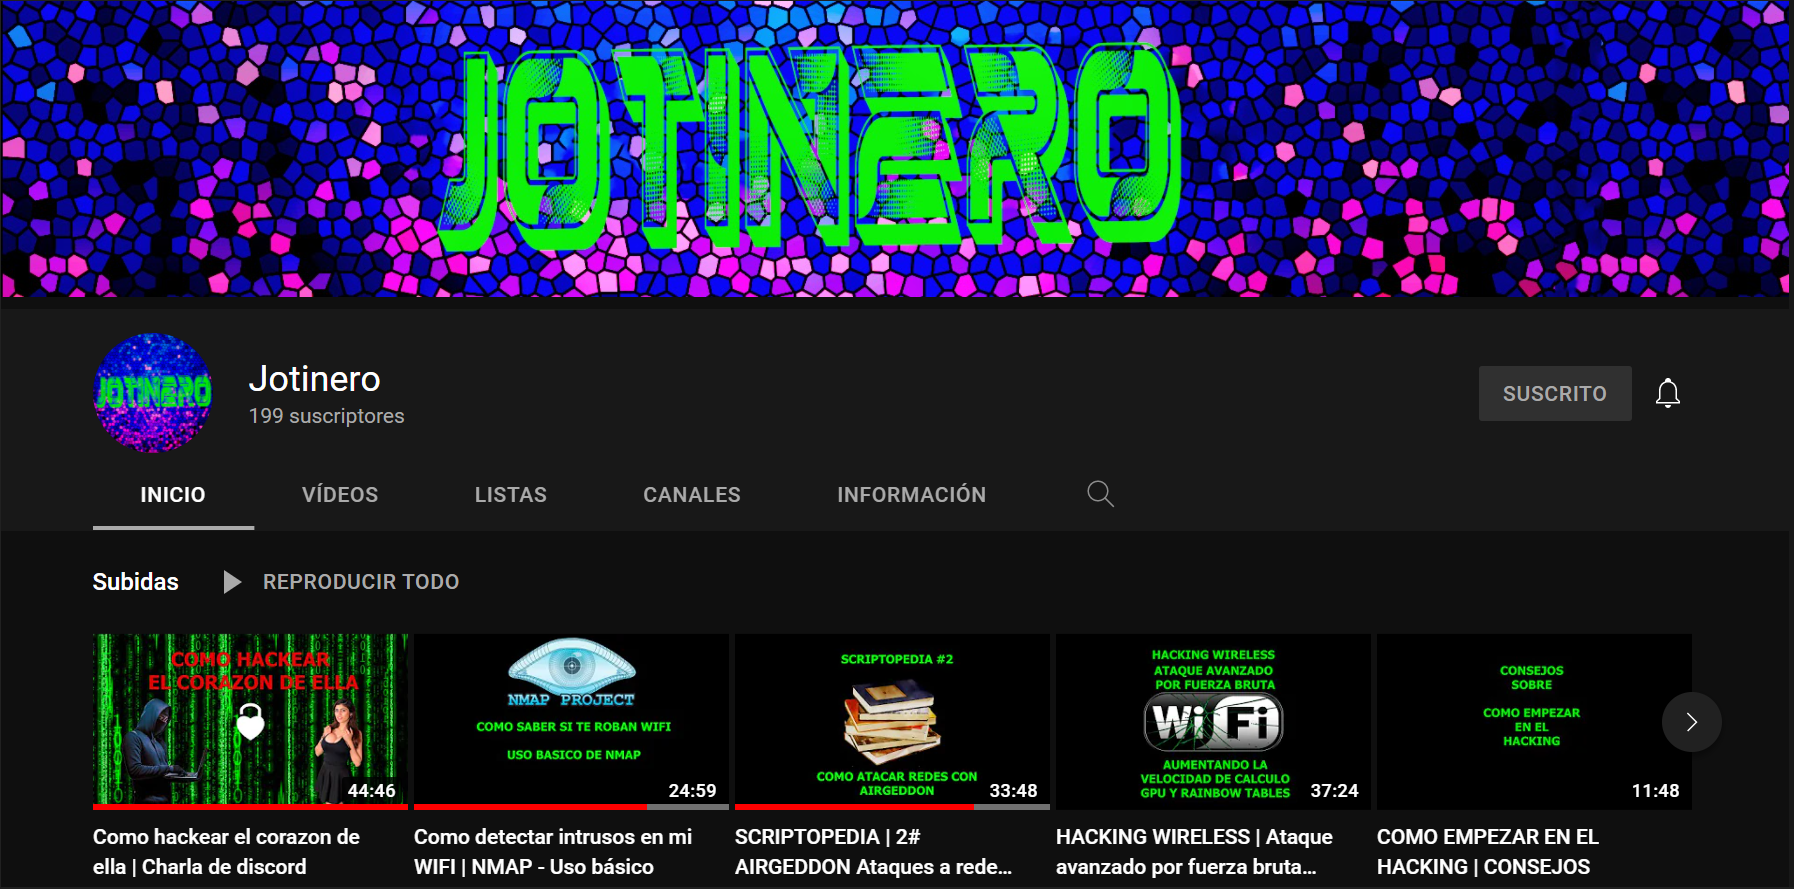 JOTINERO
JOTINERO
Jotinero
199 suscriptores
SUSCRITO
INICIO
VÍDEOS
LISTAS
CANALES
INFORMACIÓN
Subidas
REPRODUCIR TODO
COMO HACKEAR
EL CORAZON DE ELLA
44:46
Como hackear el corazon de
ella | Charla de discord
NMAP PROJECT
COMO SABER SI TE ROBAN WIFI
USO BASICO DE NMAP
24:59
Como detectar intrusos en mi
WIFI | NMAP - Uso básico
SCRIPTOPEDIA #2
COMO ATACAR REDES CON
AIRGEDDON
33:48
SCRIPTOPEDIA | 2#
AIRGEDDON Ataques a rede...
HACKING WIRELESS
ATAQUE AVANZADO
POR FUERZA BRUTA
Wi Fi
AUMENTANDO LA
VELOCIDAD DE CALCULO
GPU Y RAINBOW TABLES
37:24
HACKING WIRELESS | Ataque
avanzado por fuerza bruta...
CONSEJOS
SOBRE
COMO EMPEZAR
EN EL
HACKING
11:48
COMO EMPEZAR EN EL
HACKING | CONSEJOS